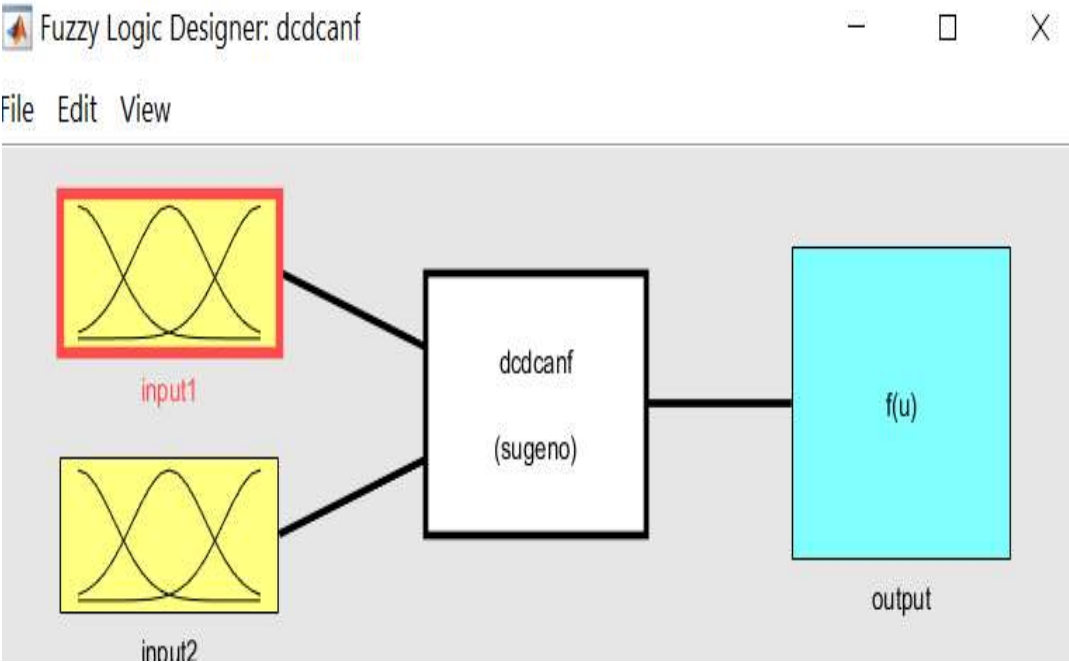 Fuzzy Logic Designer: dcdcanf
File Edit View
input1
dcdcanf
(sugeno)
f(u)
output
input2